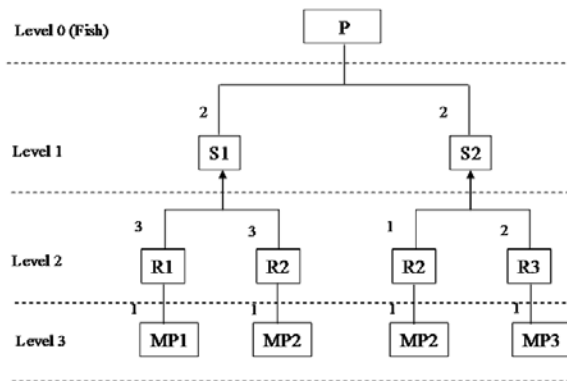 Level 0 (Fish)
P
2
2
Level 1
S1
S2
3
3
1
2
Level 2
R1
R2
R2
R3
1
1
1
1
Level 3
MP1
MP2
MP2
MP3